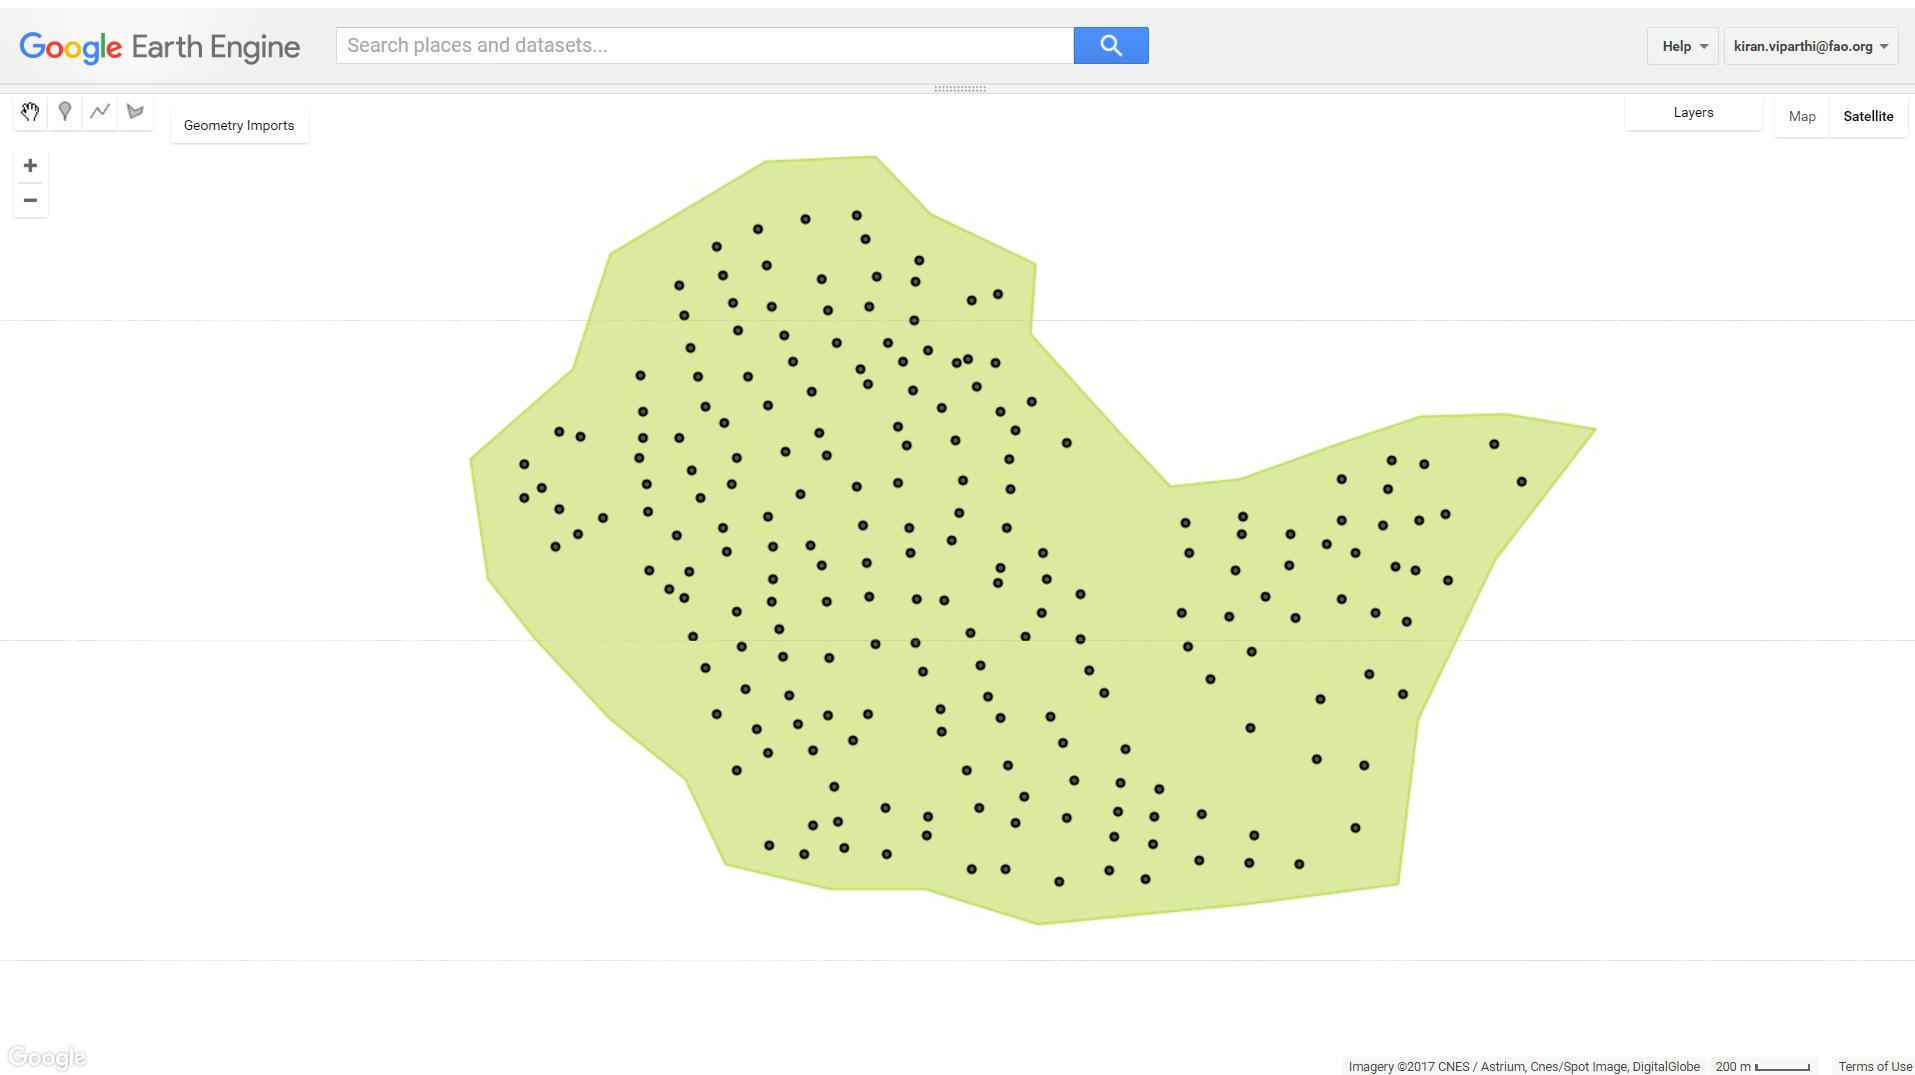 Google Earth Engine
Search places and datasets...
Help
kiran.viparthi@fao.org
Geometry Imports
Layers
Map
Satellite
+
−
Google
Imagery ©2017 CNES / Astrium, Cnes/Spot Image, DigitalGlobe
200 m
Terms of Use